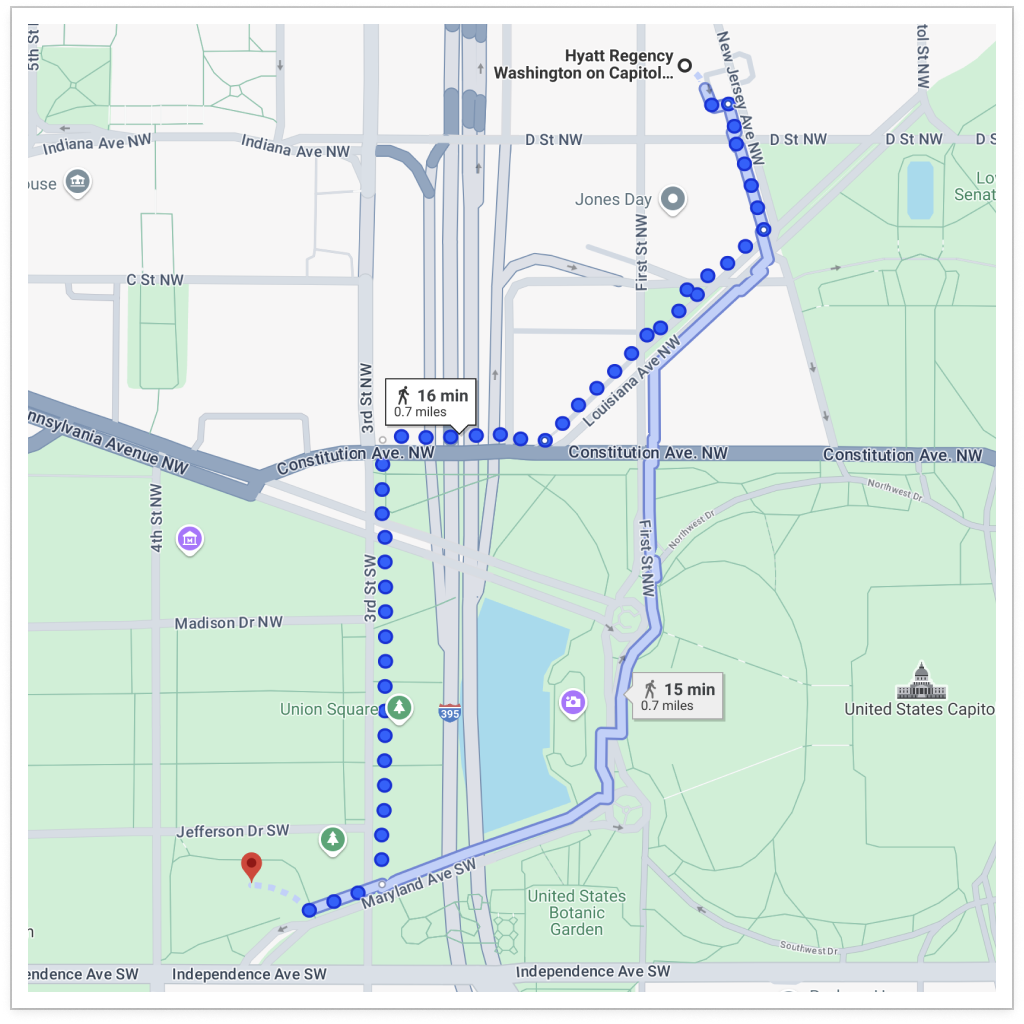 5th St
New Jersey Ave NW
tol St NW
Hyatt Regency
Washington on Capitol…
Indiana Ave NW
Indiana Ave NW
D St NW
D St NW
D St NW
D S
ouse
Jones Day
Lo
Senat
First St NW
C St NW
3rd St NW
16 min
0.7 miles
Louisiana Ave NW
nnsylvania Avenue NW
Constitution Ave. NW
Constitution Ave. NW
Constitution Ave. NW
4th St NW
Northwest Dr
Northwest Dr
First St NW
3rd St SW
Madison Dr NW
15 min
0.7 miles
Union Square
395
United States Capito
Jefferson Dr SW
Maryland Ave SW
United States
Botanic
Garden
n
Southwest Dr
endence Ave SW
Independence Ave SW
Independence Ave SW